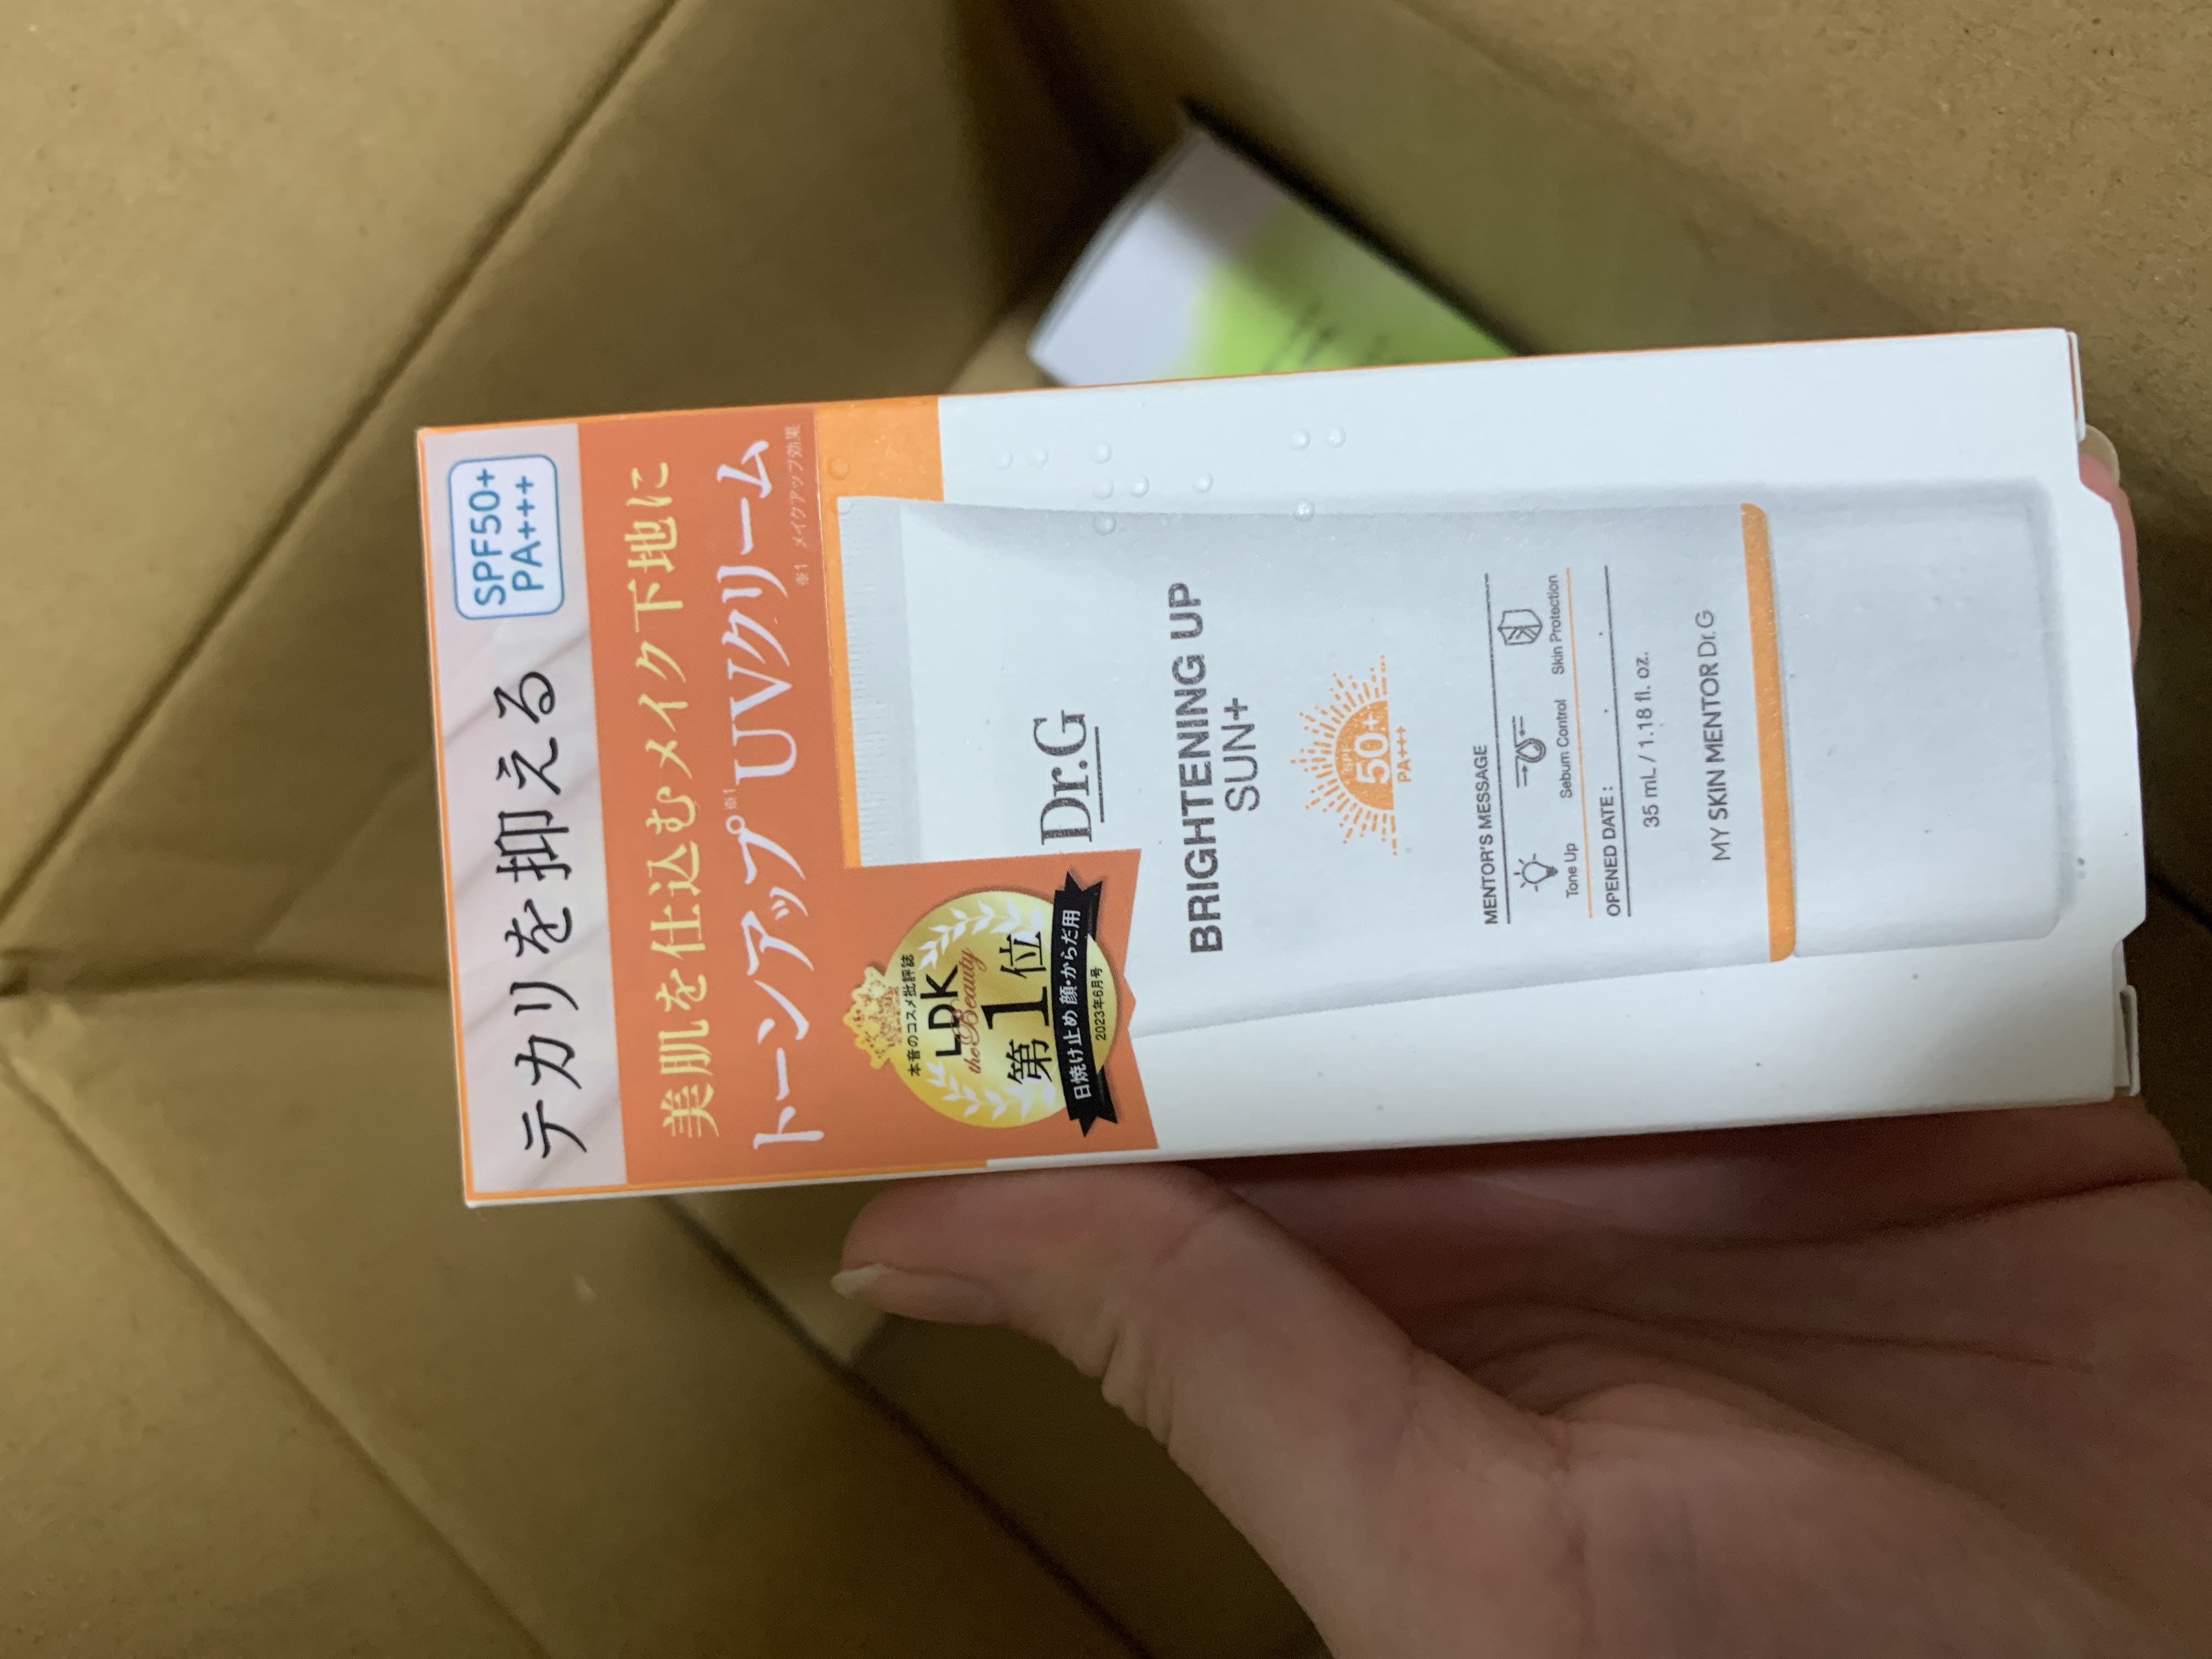 テカリを抑える
SPF50+
PA+++
美肌を仕込むメイク下地に
トーンアップ※1UVクリーム
※1 メイクアップ効果
本音のコスメ批評誌
LDK
the Beauty
第1位
日焼け止め 顔・からだ用
2023年6月号
Dr.G
BRIGHTENING UP
SUN+
SPF
50+
PA+++
MENTOR'S MESSAGE
Tone Up Sebum Control Skin Protection
OPENED DATE : . .
35 mL / 1.18 fl. oz.
MY SKIN MENTOR Dr.G